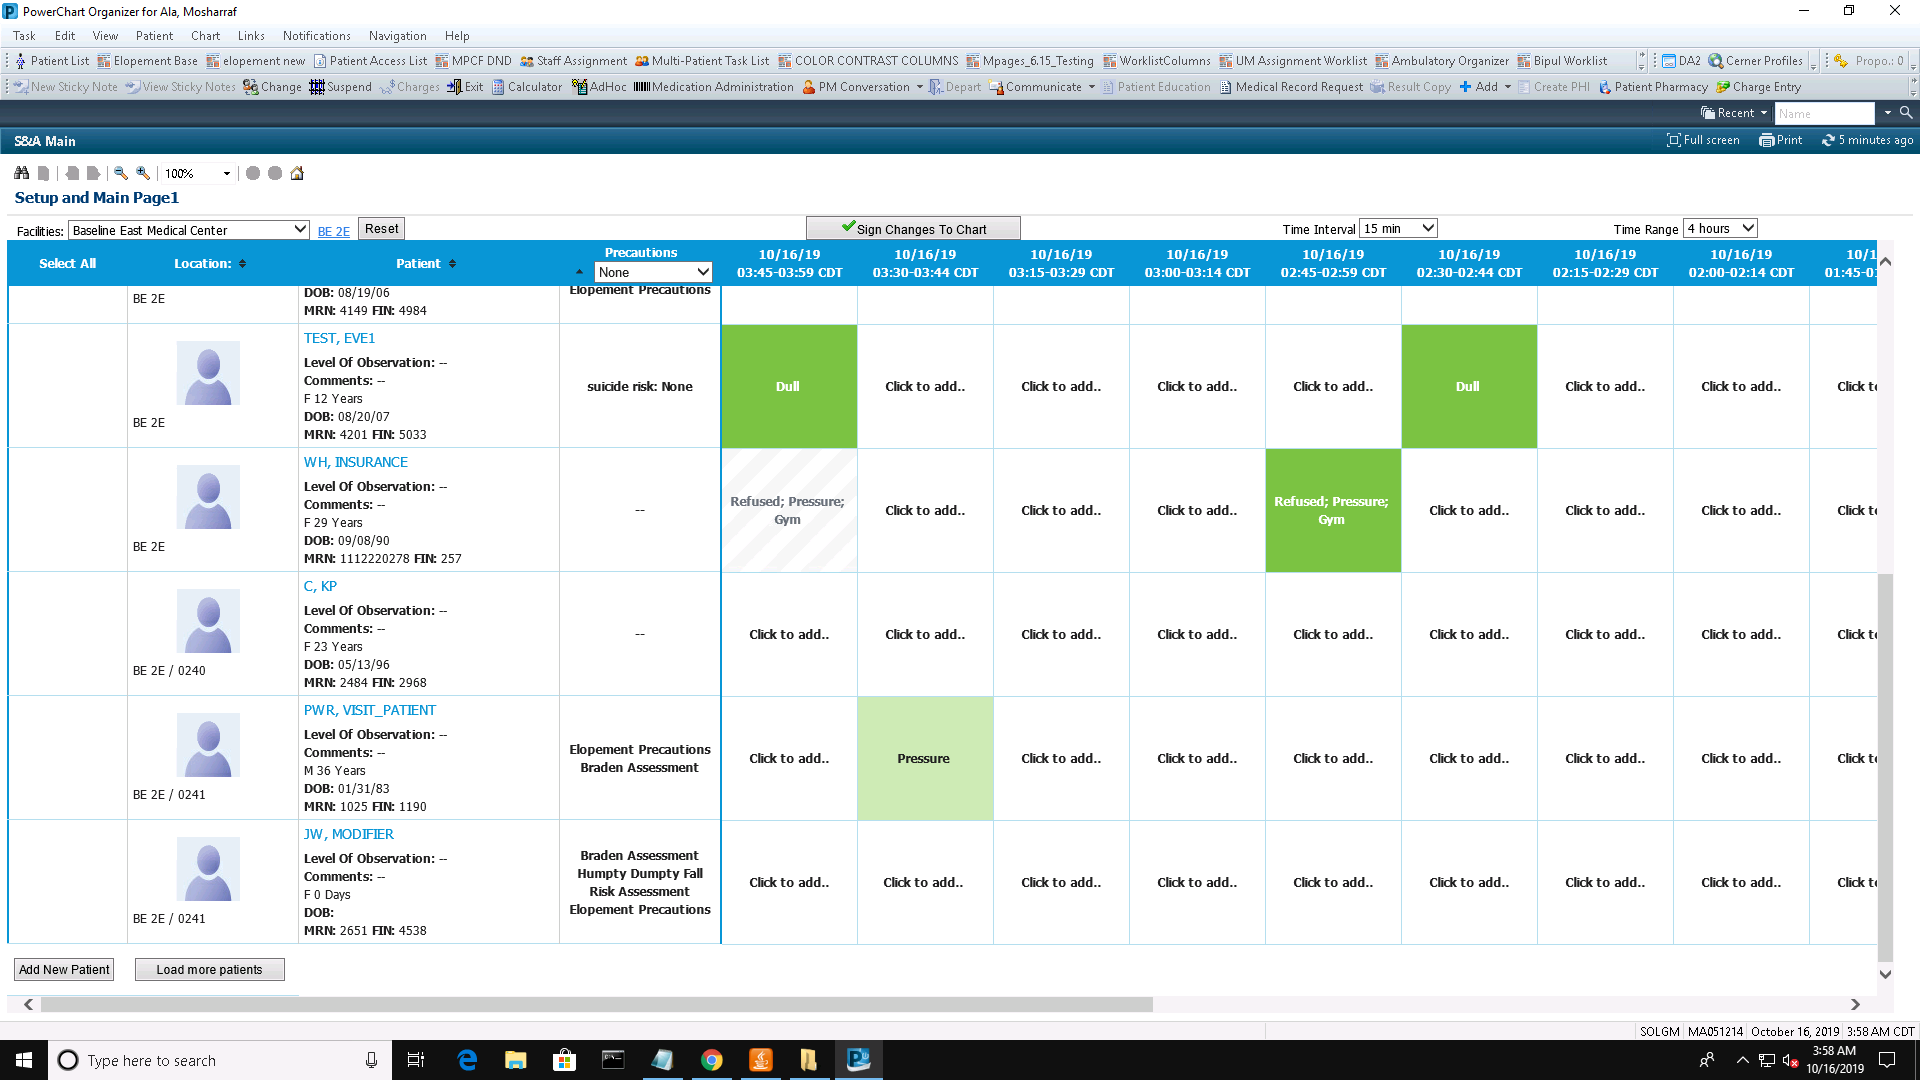 PowerChart Organizer for Ala, Mosharraf
Task Edit View Patient Chart Links Notifications Navigation Help
Patient List Elopement Base elopement new Patient Access List MPCF DND Staff Assignment Multi-Patient Task List COLOR CONTRAST COLUMNS Mpages_6.15_Testing WorklistColumns UM Assignment Worklist Ambulatory Organizer Bipul Worklist DA2 Cerner Profiles Propo.: 0
New Sticky Note View Sticky Notes Change Suspend Charges Exit Calculator AdHoc Medication Administration PM Conversation Depart Communicate Patient Education Medical Record Request Result Copy Add Create PHI Patient Pharmacy Charge Entry
Recent Name
S&A Main Full screen Print 5 minutes ago
100%
Setup and Main Page1
Facilities: Baseline East Medical Center BE 2E Reset Sign Changes To Chart Time Interval 15 min Time Range 4 hours
Select All Location: Patient Precautions None
10/16/19 10/16/19 10/16/19 10/16/19 10/16/19 10/16/19 10/16/19 10/16/19 10/1
03:45-03:59 CDT 03:30-03:44 CDT 03:15-03:29 CDT 03:00-03:14 CDT 02:45-02:59 CDT 02:30-02:44 CDT 02:15-02:29 CDT 02:00-02:14 CDT 01:45-0
BE 2E
DOB: 08/19/06
MRN: 4149 FIN: 4984
Elopement Precautions
BE 2E
TEST, EVE1
Level Of Observation: --
Comments: --
F 12 Years
DOB: 08/20/07
MRN: 4201 FIN: 5033
suicide risk: None
Dull Click to add.. Click to add.. Click to add.. Click to add.. Dull Click to add.. Click to add.. Click t
BE 2E
WH, INSURANCE
Level Of Observation: --
Comments: --
F 29 Years
DOB: 09/08/90
MRN: 1112220278 FIN: 257
--
Refused; Pressure; Gym Click to add.. Click to add.. Click to add.. Refused; Pressure; Gym Click to add.. Click to add.. Click to add.. Click t
BE 2E / 0240
C, KP
Level Of Observation: --
Comments: --
F 23 Years
DOB: 05/13/96
MRN: 2484 FIN: 2968
--
Click to add.. Click to add.. Click to add.. Click to add.. Click to add.. Click to add.. Click to add.. Click to add.. Click t
BE 2E / 0241
PWR, VISIT_PATIENT
Level Of Observation: --
Comments: --
M 36 Years
DOB: 01/31/83
MRN: 1025 FIN: 1190
Elopement Precautions
Braden Assessment
Click to add.. Pressure Click to add.. Click to add.. Click to add.. Click to add.. Click to add.. Click to add.. Click t
BE 2E / 0241
JW, MODIFIER
Level Of Observation: --
Comments: --
F 0 Days
DOB:
MRN: 2651 FIN: 4538
Braden Assessment
Humpty Dumpty Fall
Risk Assessment
Elopement Precautions
Click to add.. Click to add.. Click to add.. Click to add.. Click to add.. Click to add.. Click to add.. Click to add.. Click t
Add New Patient Load more patients
SOLGM MA051214 October 16, 2019 3:58 AM CDT
Type here to search
3:58 AM
10/16/2019